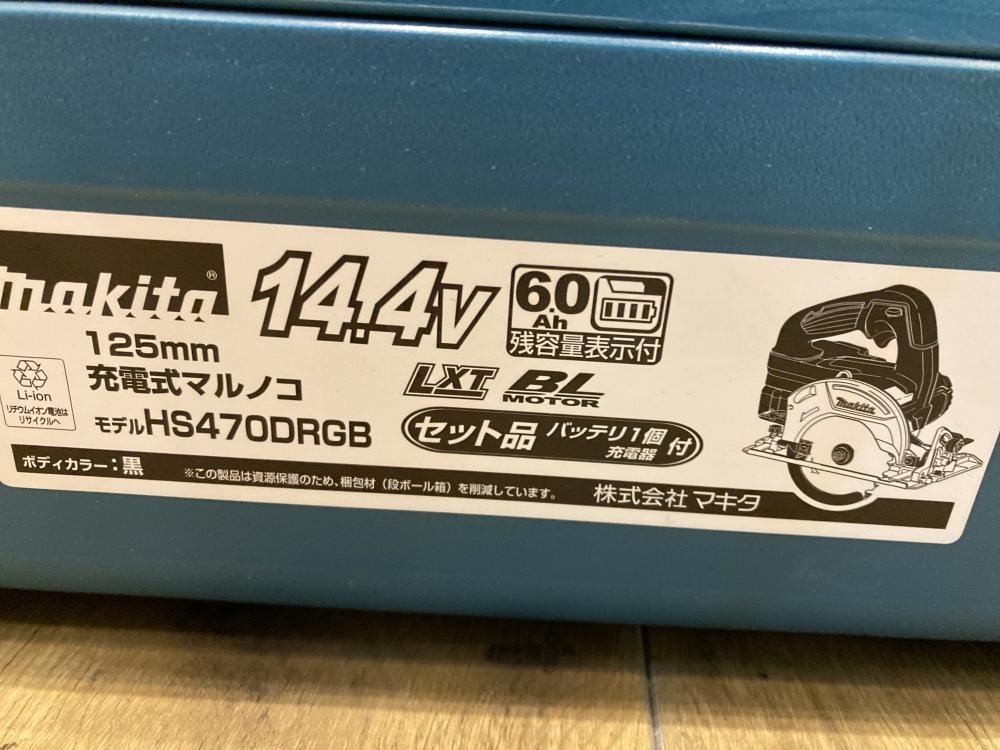 makita®
14.4V
6.0
Ah
残容量表示付
125mm
充電式マルノコ
モデルHS470DRGB
Li-ion
リチウムイオン電池は
リサイクルへ
LXT BL
MOTOR
セット品 バッテリ1個
充電器 付
ボディカラー:黒
※この製品は資源保護のため、梱包材(段ボール箱)を削減しています。
株式会社 マキタ
makita